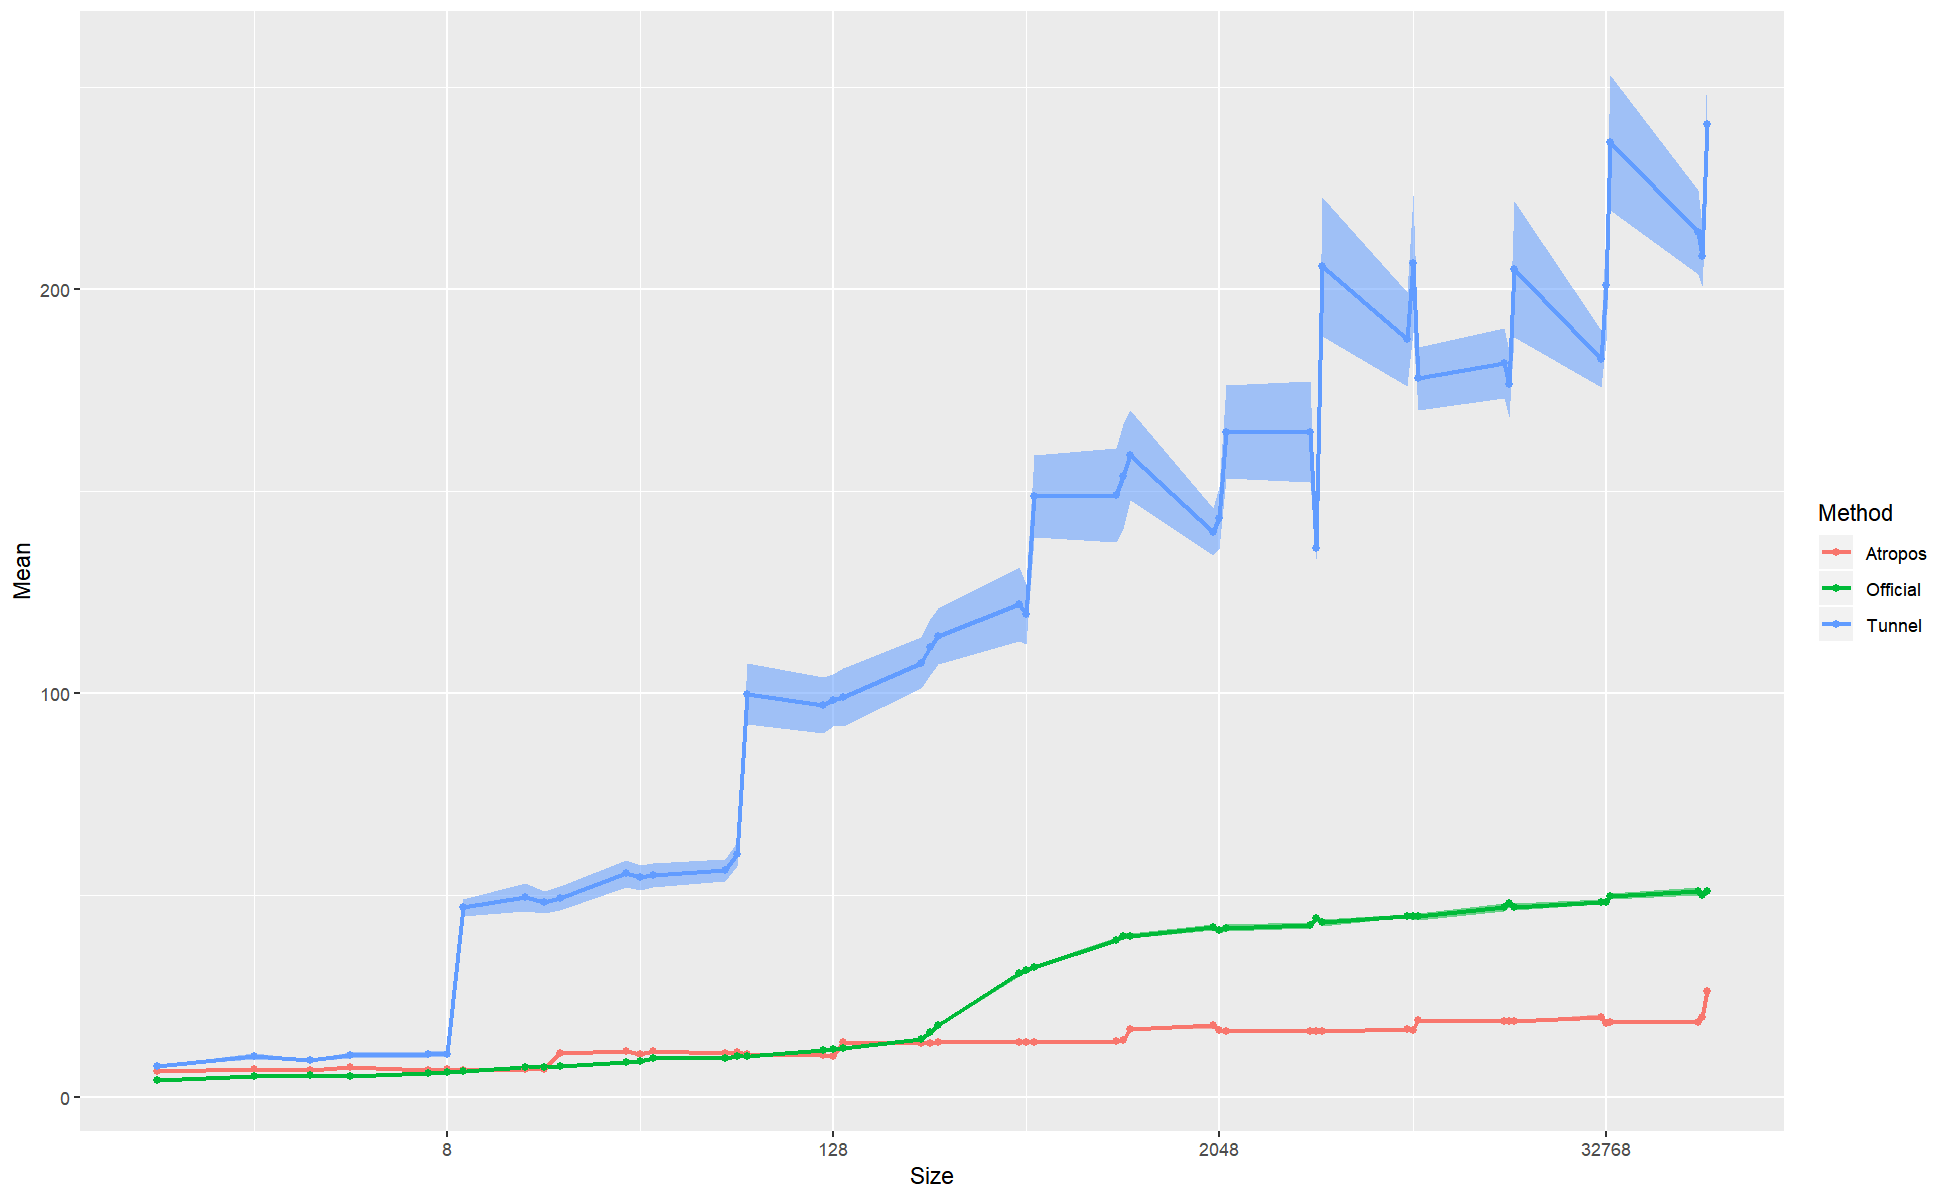 Mean
200
100
0
8
128
2048
32768
Size
Method
Atropos
Official
Tunnel